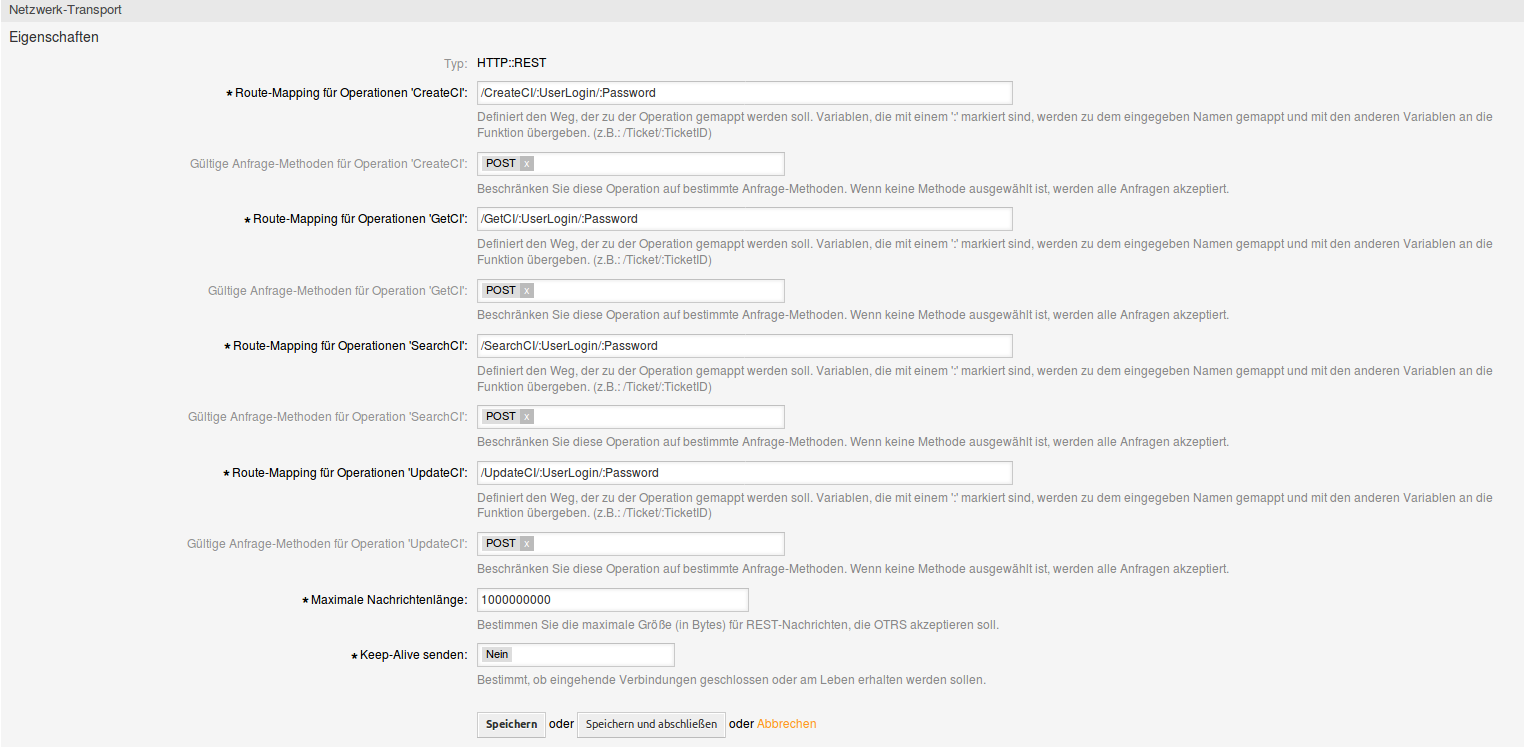 Netzwerk-Transport
Eigenschaften
Typ: HTTP::REST
* Route-Mapping für Operationen 'CreateCI': /CreateCI/:UserLogin/:Password
Definiert den Weg, der zu der Operation gemappt werden soll. Variablen, die mit einem ':' markiert sind, werden zu dem eingegeben Namen gemappt und mit den anderen Variablen an die
Funktion übergeben. (z.B.: /Ticket/:TicketID)
Gültige Anfrage-Methoden für Operation 'CreateCI': POST x
Beschränken Sie diese Operation auf bestimmte Anfrage-Methoden. Wenn keine Methode ausgewählt ist, werden alle Anfragen akzeptiert.
* Route-Mapping für Operationen 'GetCI': /GetCI/:UserLogin/:Password
Definiert den Weg, der zu der Operation gemappt werden soll. Variablen, die mit einem ':' markiert sind, werden zu dem eingegeben Namen gemappt und mit den anderen Variablen an die
Funktion übergeben. (z.B.: /Ticket/:TicketID)
Gültige Anfrage-Methoden für Operation 'GetCI': POST x
Beschränken Sie diese Operation auf bestimmte Anfrage-Methoden. Wenn keine Methode ausgewählt ist, werden alle Anfragen akzeptiert.
* Route-Mapping für Operationen 'SearchCI': /SearchCI/:UserLogin/:Password
Definiert den Weg, der zu der Operation gemappt werden soll. Variablen, die mit einem ':' markiert sind, werden zu dem eingegeben Namen gemappt und mit den anderen Variablen an die
Funktion übergeben. (z.B.: /Ticket/:TicketID)
Gültige Anfrage-Methoden für Operation 'SearchCI': POST x
Beschränken Sie diese Operation auf bestimmte Anfrage-Methoden. Wenn keine Methode ausgewählt ist, werden alle Anfragen akzeptiert.
* Route-Mapping für Operationen 'UpdateCI': /UpdateCI/:UserLogin/:Password
Definiert den Weg, der zu der Operation gemappt werden soll. Variablen, die mit einem ':' markiert sind, werden zu dem eingegeben Namen gemappt und mit den anderen Variablen an die
Funktion übergeben. (z.B.: /Ticket/:TicketID)
Gültige Anfrage-Methoden für Operation 'UpdateCI': POST x
Beschränken Sie diese Operation auf bestimmte Anfrage-Methoden. Wenn keine Methode ausgewählt ist, werden alle Anfragen akzeptiert.
* Maximale Nachrichtenlänge: 1000000000
Bestimmen Sie die maximale Größe (in Bytes) für REST-Nachrichten, die OTRS akzeptieren soll.
* Keep-Alive senden: Nein
Bestimmt, ob eingehende Verbindungen geschlossen oder am Leben erhalten werden sollen.
Speichern oder Speichern und abschließen oder Abbrechen